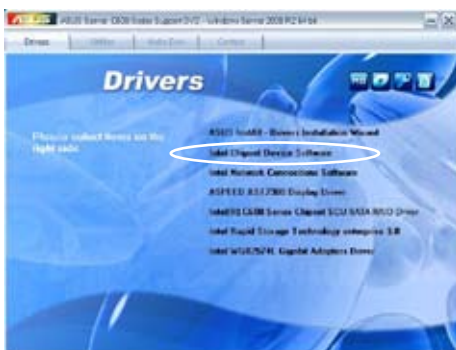 ASUS Server C600 Series Support DVD - Windows Server 2008 R2 64 bit
Drivers
Utilities
Contact
Drivers
Please select items on the
right side.
ASUS InstAll - Drivers Installation Wizard
Intel Chipset Device Software
Intel Network Connections Software
ASPEED AST2300 Display Driver
Intel(R) C600 Series Chipset SCU SATA RAID Driver
Intel Rapid Storage Technology enterprise 3.0
Intel WG82574L Gigabit Adapters Driver